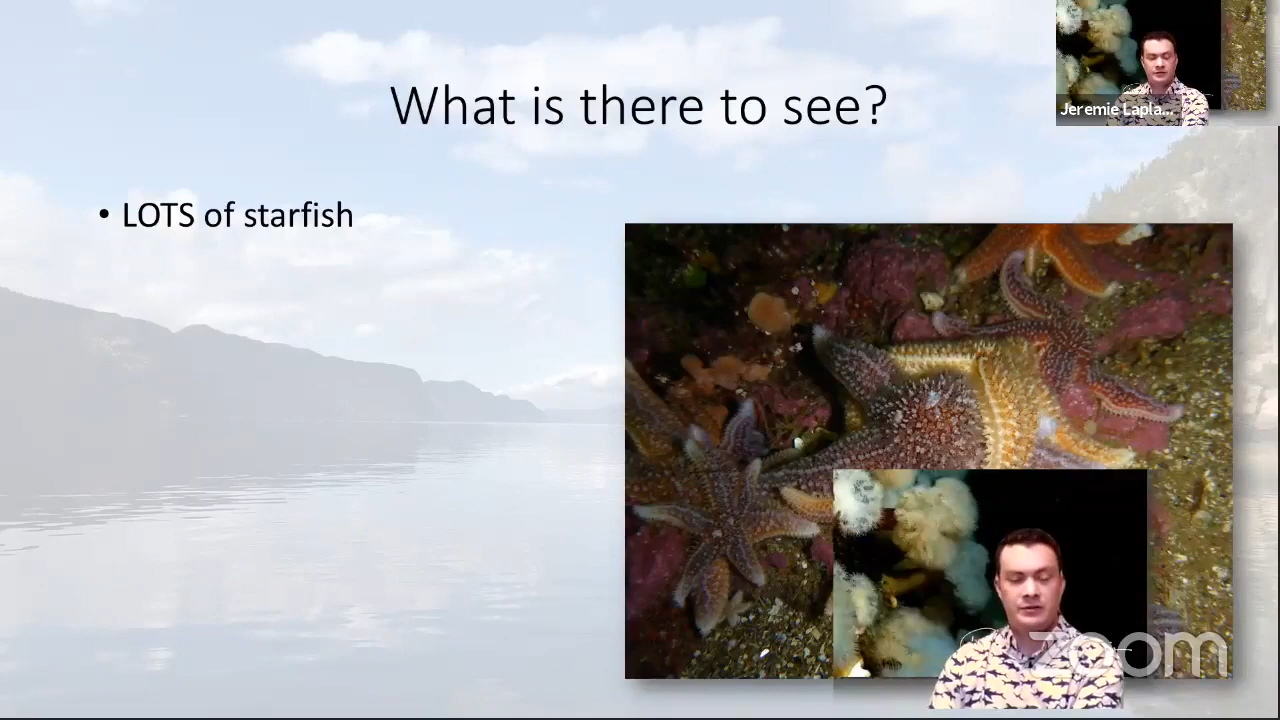 What is there to see?
Jeremie Lapla...
• LOTS of starfish
zoom